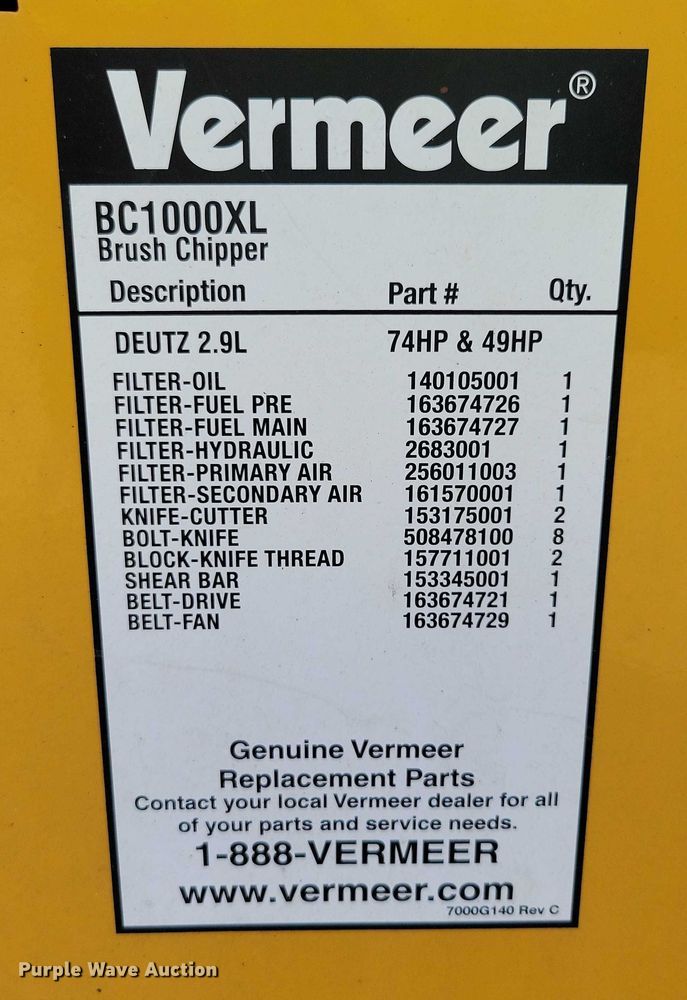 Vermeer®
BC1000XL
Brush Chipper
Description Part # Qty.
DEUTZ 2.9L 74HP & 49HP
FILTER-OIL 140105001 1
FILTER-FUEL PRE 163674726 1
FILTER-FUEL MAIN 163674727 1
FILTER-HYDRAULIC 2683001 1
FILTER-PRIMARY AIR 256011003 1
FILTER-SECONDARY AIR 161570001 1
KNIFE-CUTTER 153175001 2
BOLT-KNIFE 508478100 8
BLOCK-KNIFE THREAD 157711001 2
SHEAR BAR 153345001 1
BELT-DRIVE 163674721 1
BELT-FAN 163674729 1
Genuine Vermeer
Replacement Parts
Contact your local Vermeer dealer for all
of your parts and service needs.
1-888-VERMEER
www.vermeer.com
7000G140 Rev C
Purple Wave Auction